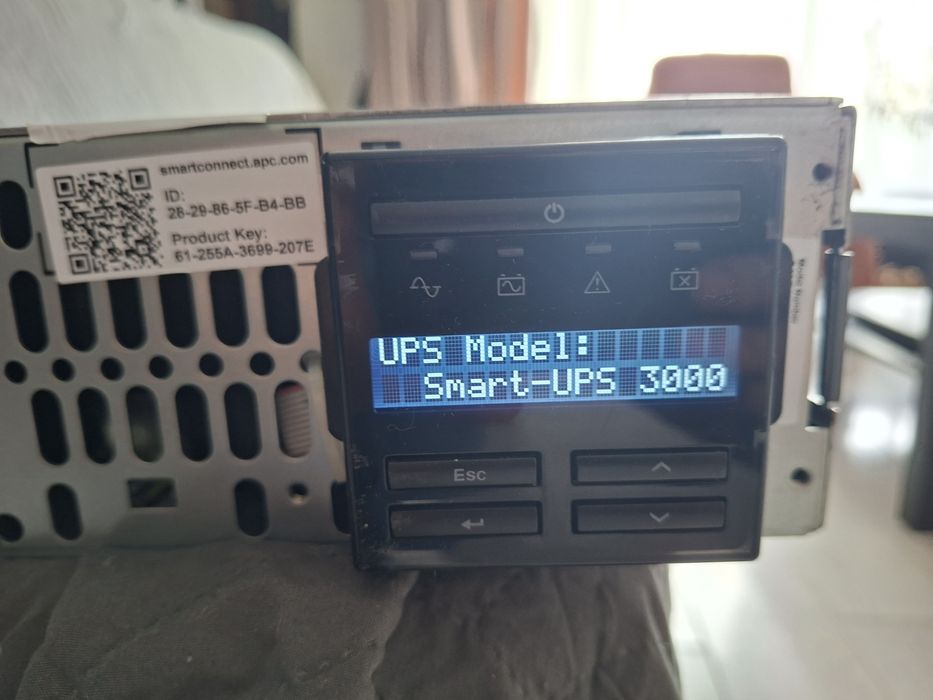 smartconnect.apc.com
ID:
28-29-86-5F-B4-BB
Product Key:
61-255A-3699-207E
UPS Model:
Smart-UPS 3000
Esc